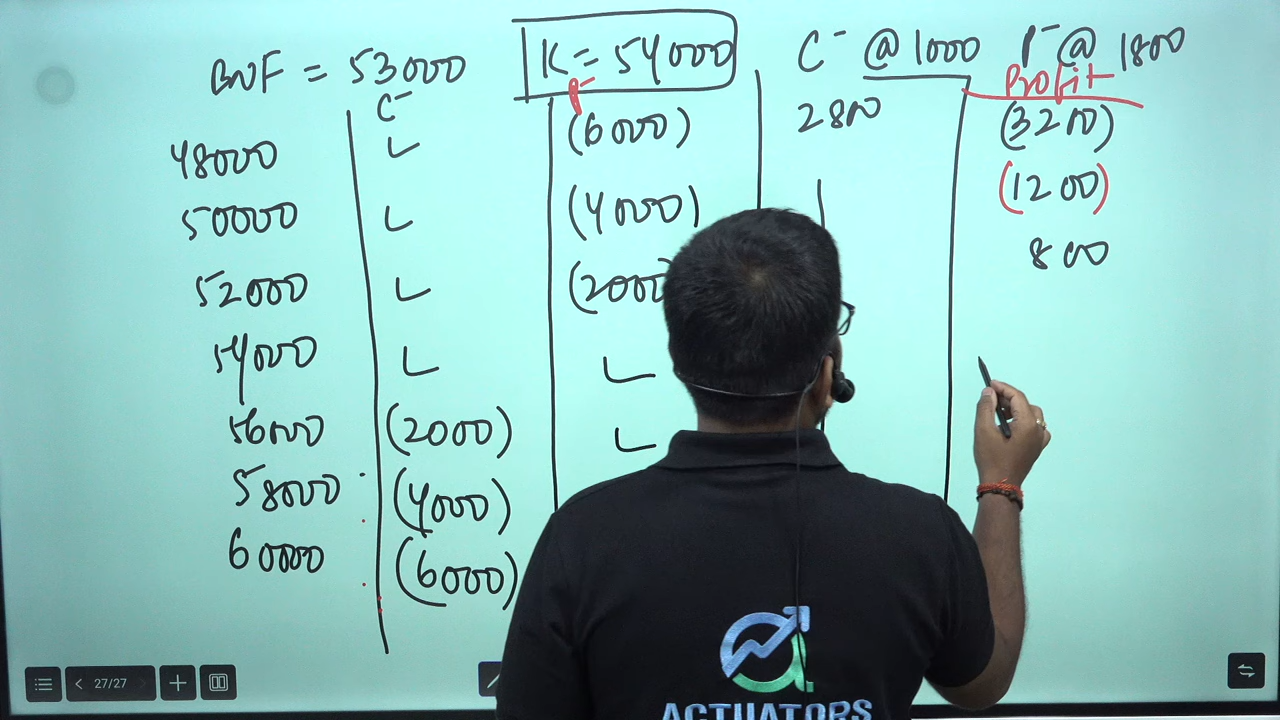 BNF = 53000 K = 54000 C⁻ @ 1000 P⁻ @ 1800
C⁻ P⁻ Profit
48000 ✓ (6000) 2800 (3200)
50000 ✓ (4000) (1200)
52000 ✓ (2000 800
54000 ✓ ✓
56000 (2000) ✓
58000 (4000)
60000 (6000)
27/27
ACTUATORS